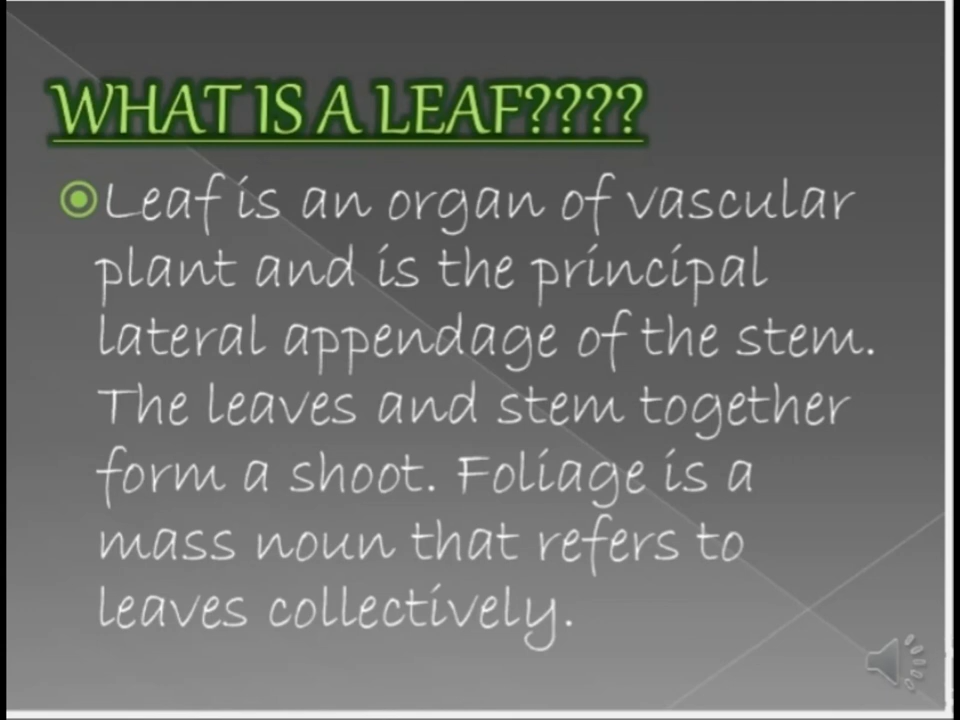 WHAT IS A LEAF????
Leaf is an organ of vascular
plant and is the principal
lateral appendage of the stem.
The leaves and stem together
form a shoot. Foliage is a
mass noun that refers to
leaves collectively.